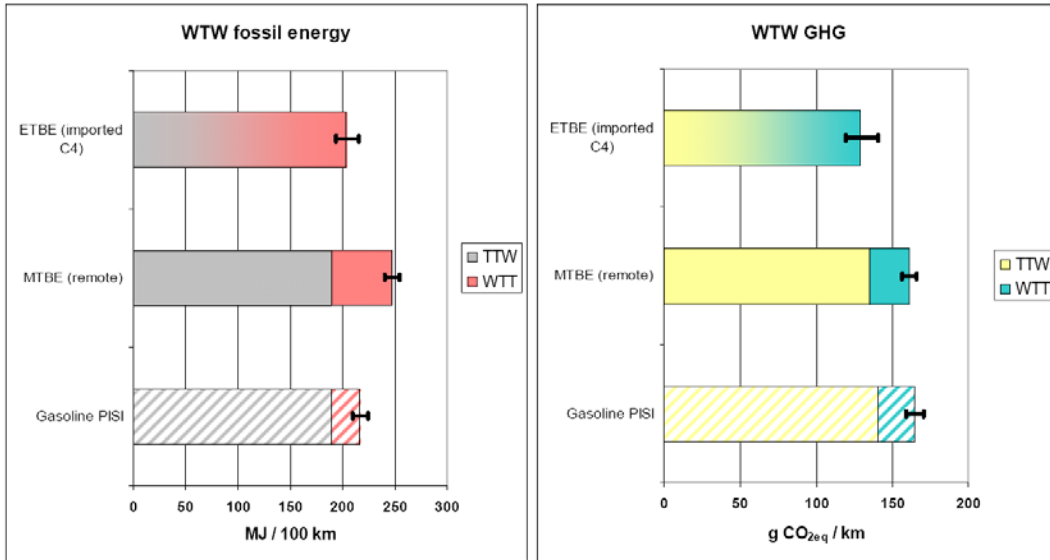 WTW fossil energy
ETBE (imported
C4)
MTBE (remote)
Gasoline PISI
0 50 100 150 200 250 300
MJ / 100 km
TTW
WTT
WTW GHG
ETBE (imported
C4)
MTBE (remote)
Gasoline PISI
0 50 100 150 200
g CO₂eq / km
TTW
WTT